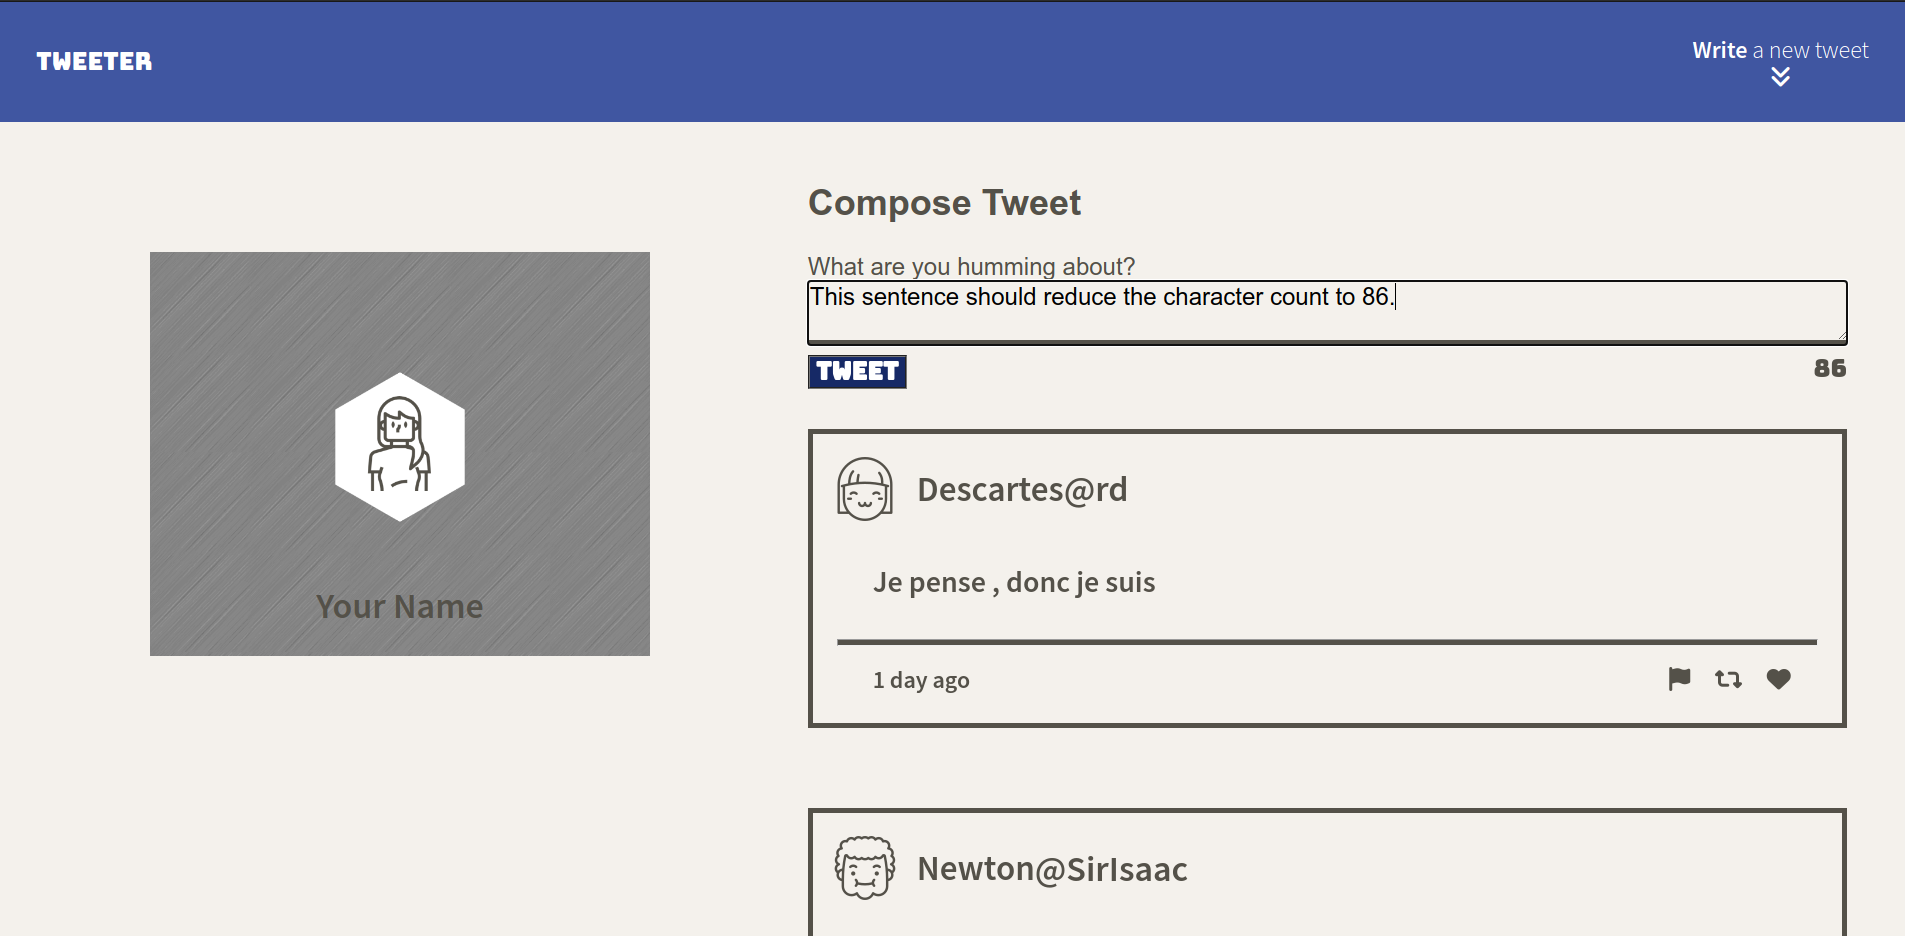 TWEETER
Write a new tweet
Compose Tweet
What are you humming about?
This sentence should reduce the character count to 86.
TWEET
86
Your Name
Descartes@rd
Je pense , donc je suis
1 day ago
Newton@SirIsaac